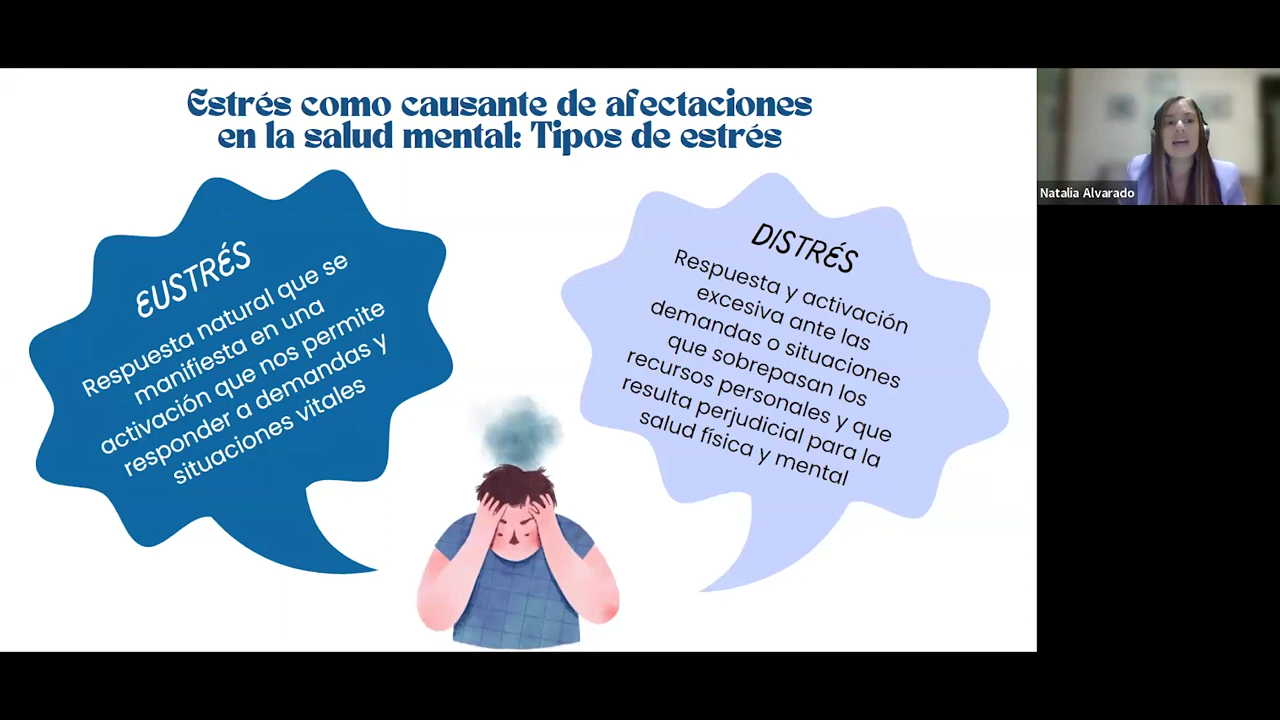 Estrés como causante de afectaciones
en la salud mental: Tipos de estrés
EUSTRÉS
Respuesta natural que se
manifiesta en una
activación que nos permite
responder a demandas y
situaciones vitales
DISTRÉS
Respuesta y activación
excesiva ante las
demandas o situaciones
que sobrepasan los
recursos personales y que
resulta perjudicial para la
salud física y mental
Natalia Alvarado